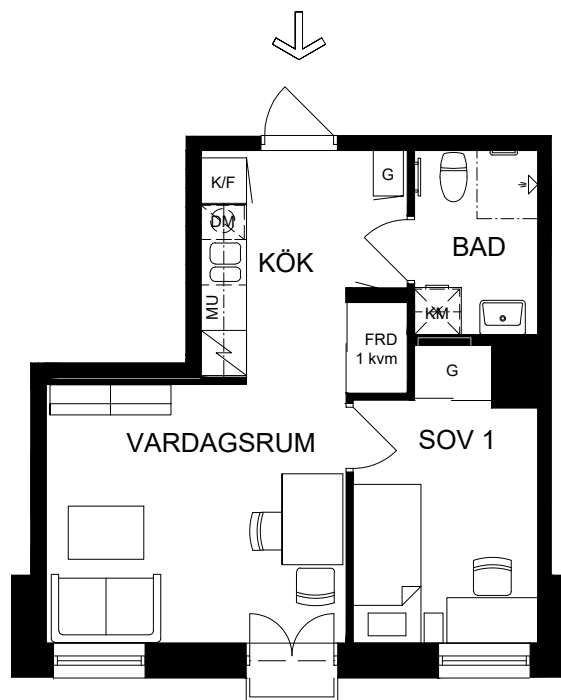 K/F
G
DM
BAD
KÖK
MU
KM
FRD
1 kvm
G
VARDAGSRUM
SOV 1